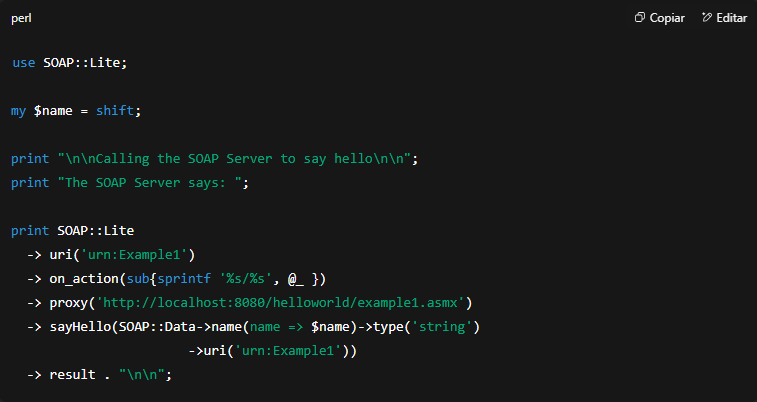 perl
Copiar
Editar
use SOAP::Lite;
my $name = shift;
print "\n\nCalling the SOAP Server to say hello\n\n";
print "The SOAP Server says: ";
print SOAP::Lite
-> uri('urn:Example1')
-> on_action(sub{sprintf '%s/%s', @_ })
-> proxy('http://localhost:8080/helloworld/example1.asmx')
-> sayHello(SOAP::Data->name(name => $name)->type('string')
->uri('urn:Example1'))
-> result . "\n\n";